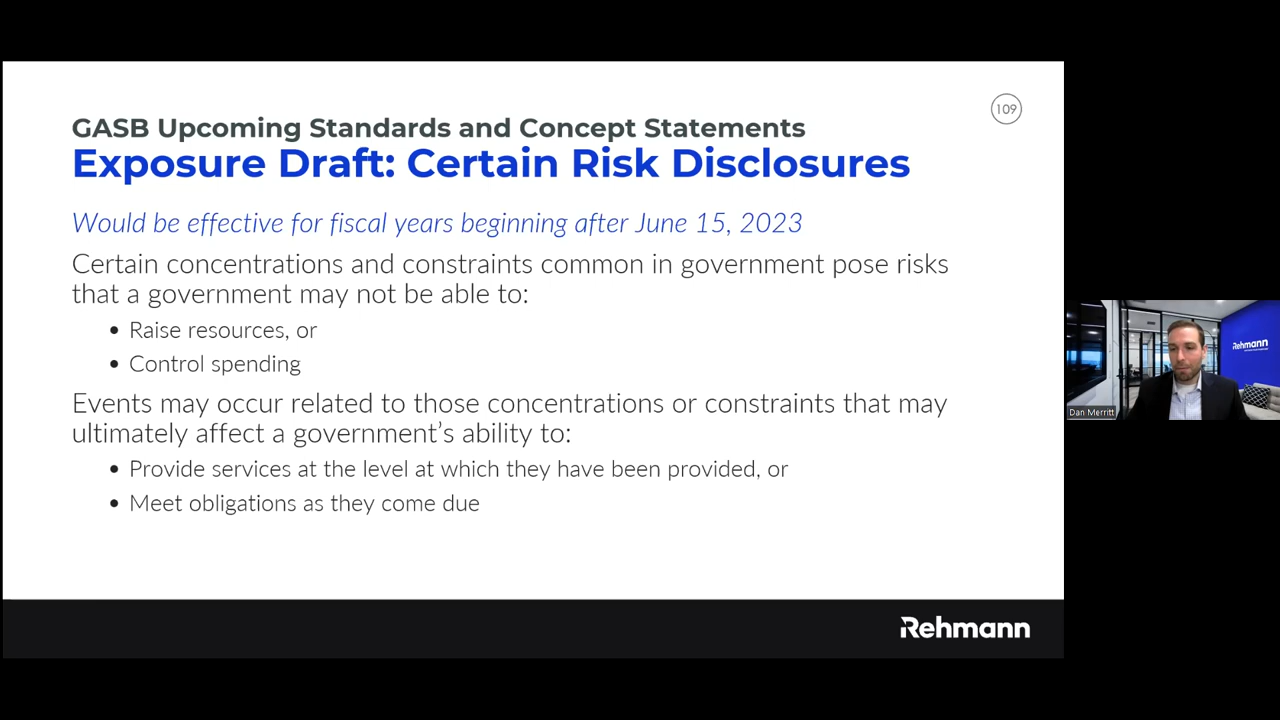 109
GASB Upcoming Standards and Concept Statements
Exposure Draft: Certain Risk Disclosures
Would be effective for fiscal years beginning after June 15, 2023
Certain concentrations and constraints common in government pose risks
that a government may not be able to:
• Raise resources, or
• Control spending
Events may occur related to those concentrations or constraints that may
ultimately affect a government's ability to:
• Provide services at the level at which they have been provided, or
• Meet obligations as they come due
Rehmann
Rehmann
Dan Merritt